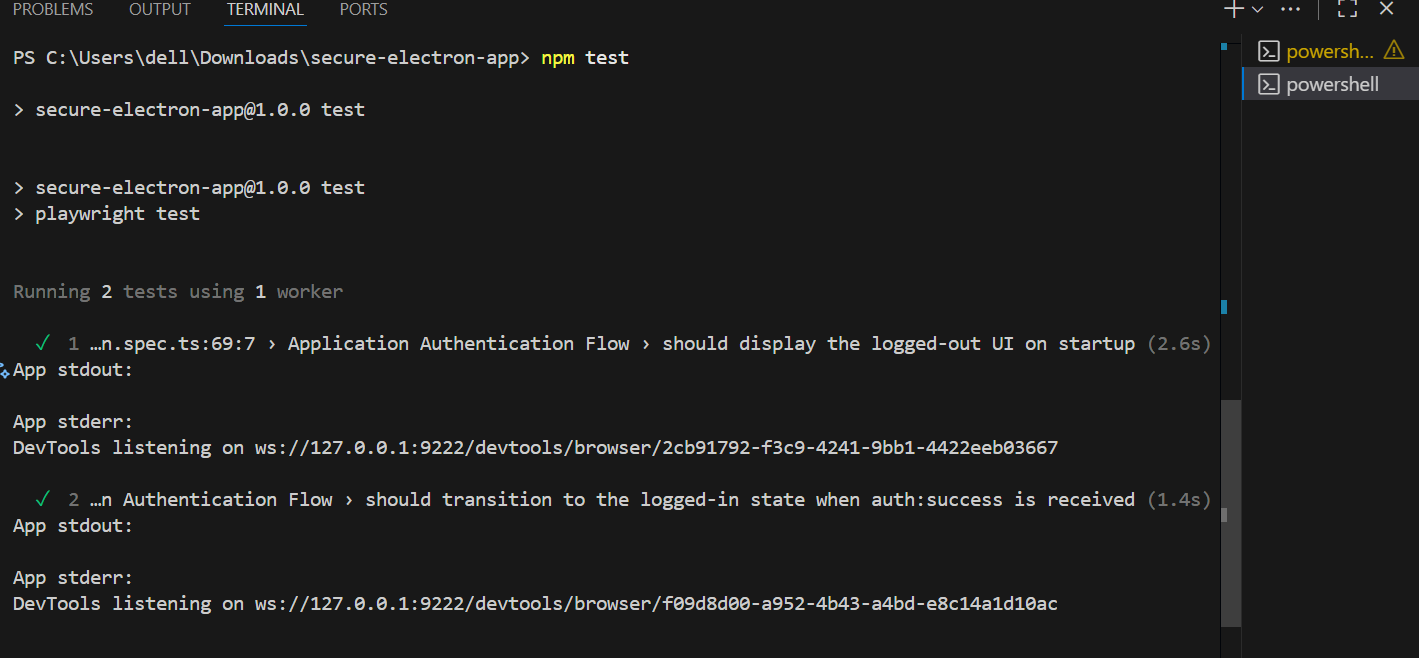 PROBLEMS OUTPUT TERMINAL PORTS
PS C:\Users\dell\Downloads\secure-electron-app> npm test
> secure-electron-app@1.0.0 test
> secure-electron-app@1.0.0 test
> playwright test
Running 2 tests using 1 worker
✓ 1 …n.spec.ts:69:7 › Application Authentication Flow › should display the logged-out UI on startup (2.6s)
App stdout:
App stderr:
DevTools listening on ws://127.0.0.1:9222/devtools/browser/2cb91792-f3c9-4241-9bb1-4422eeb03667
✓ 2 …n Authentication Flow › should transition to the logged-in state when auth:success is received (1.4s)
App stdout:
App stderr:
DevTools listening on ws://127.0.0.1:9222/devtools/browser/f09d8d00-a952-4b43-a4bd-e8c14a1d10ac
powersh...
powershell